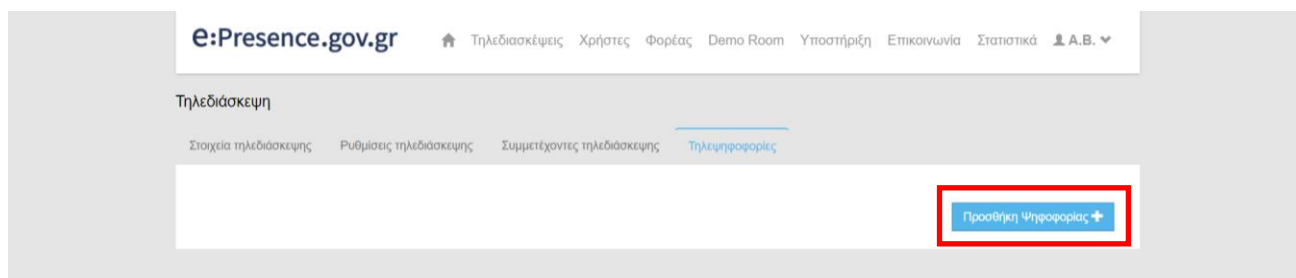 e:Presence.gov.gr Τηλεδιασκέψεις Χρήστες Φορέας Demo Room Υποστήριξη Επικοινωνία Στατιστικά A.B.
Τηλεδιάσκεψη
Στοιχεία τηλεδιάσκεψης Ρυθμίσεις τηλεδιάσκεψης Συμμετέχοντες τηλεδιάσκεψης Τηλεψηφοφορίες
Προσθήκη Ψηφοφορίας +